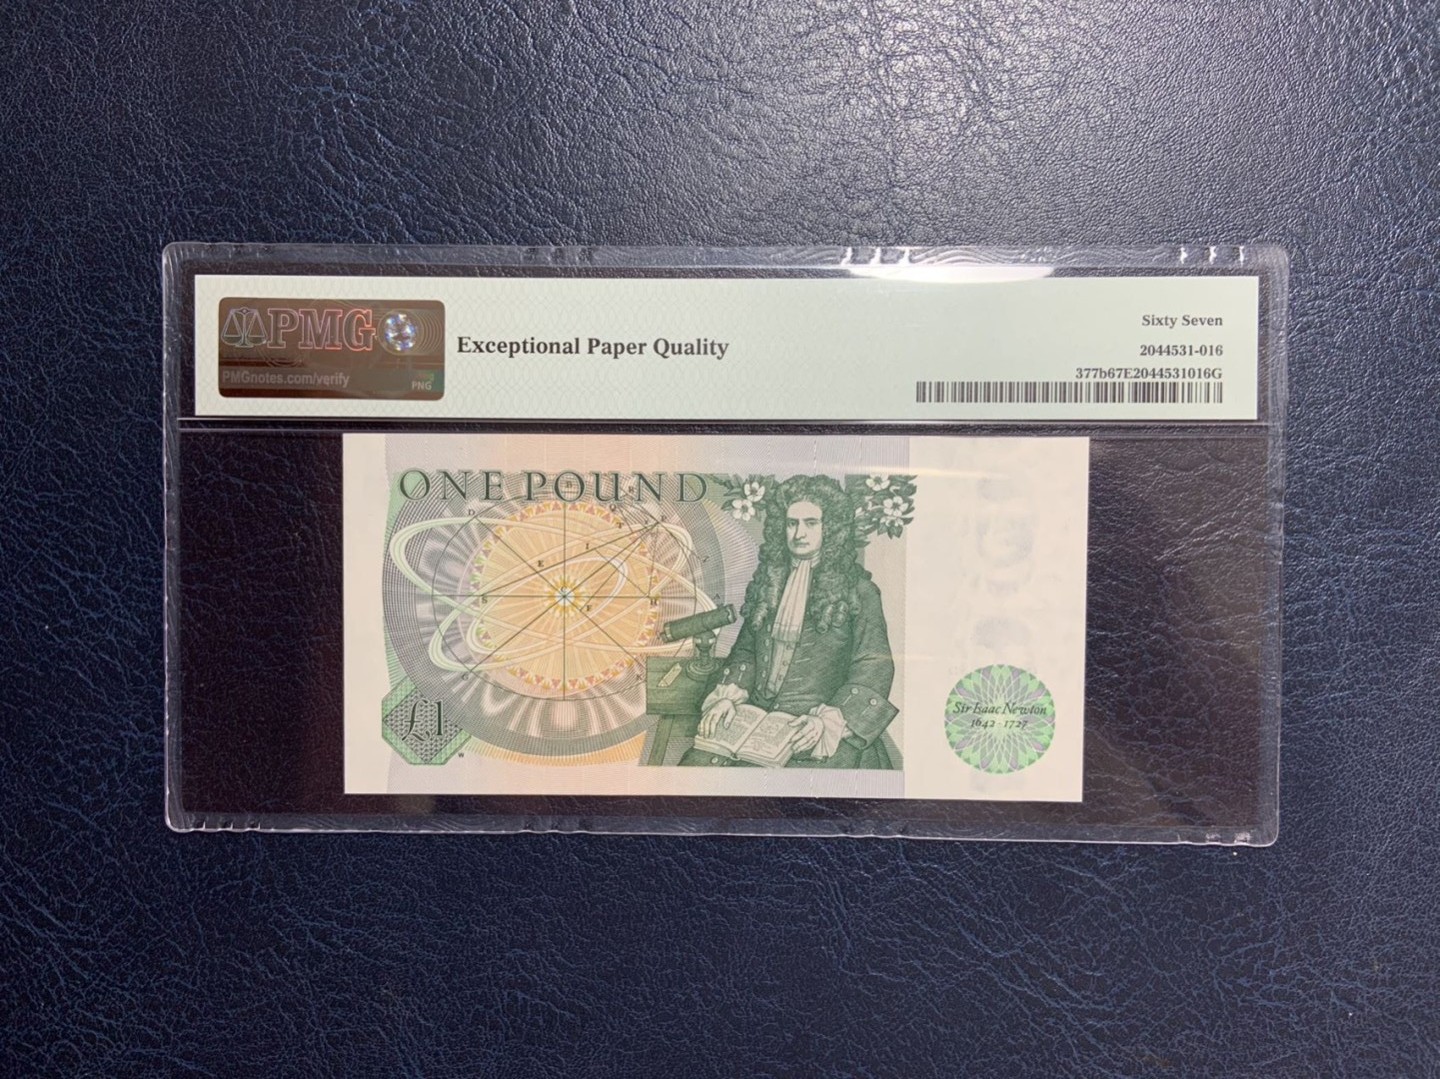 PMG
PMGnotes.com/verify
PNG
Exceptional Paper Quality
Sixty Seven
2044531-016
377b67E2044531016G
ONE POUND
£1
Sir Isaac Newton
1642-1727